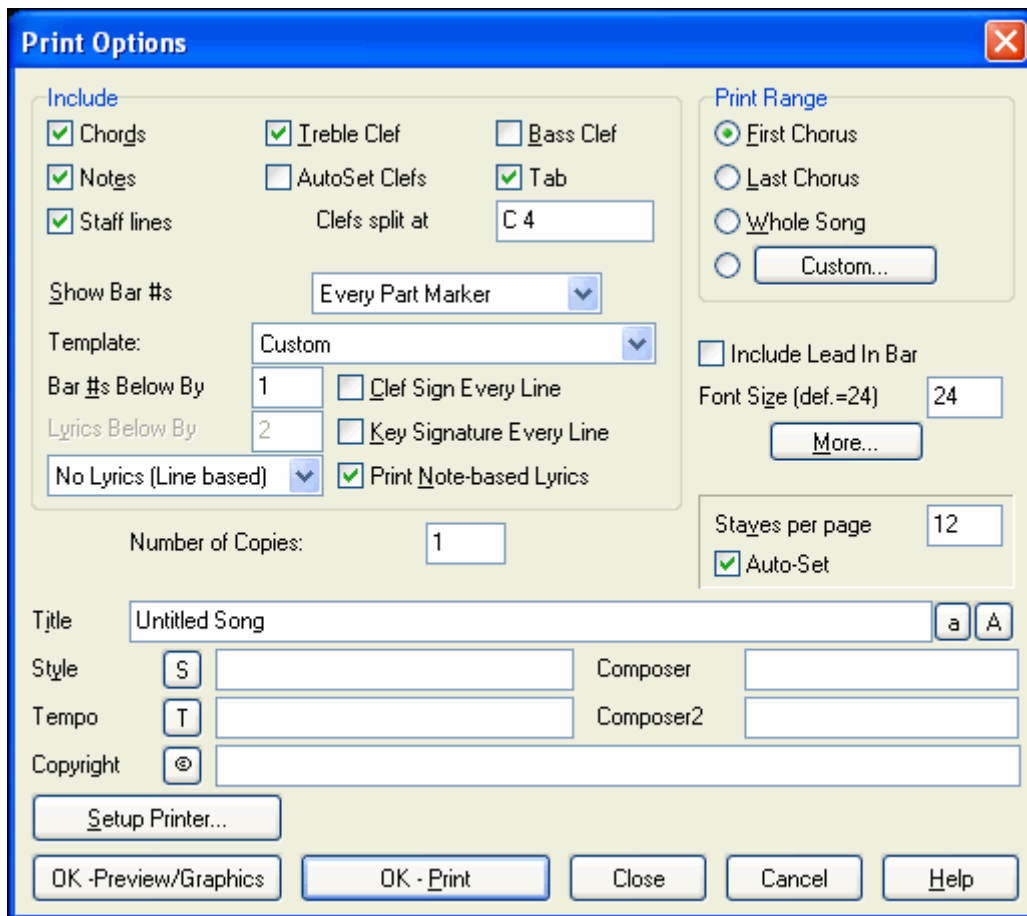 Print Options
Include
Chords
Treble Clef
Bass Clef
Notes
AutoSet Clefs
Tab
Staff lines
Clefs split at
C 4
Show Bar #s
Every Part Marker
Template:
Custom
Bar #s Below By
1
Clef Sign Every Line
Lyrics Below By
2
Key Signature Every Line
No Lyrics (Line based)
Print Note-based Lyrics
Print Range
First Chorus
Last Chorus
Whole Song
Custom...
Include Lead In Bar
Font Size (def.=24)
24
More...
Number of Copies:
1
Staves per page
12
Auto-Set
Title
Untitled Song
a
A
Style
S
Composer
Tempo
T
Composer2
Copyright
©
Setup Printer...
OK -Preview/Graphics
OK - Print
Close
Cancel
Help